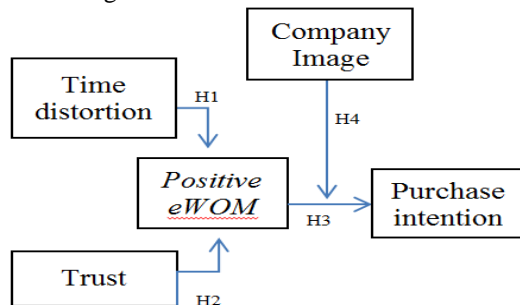 Company
Image
Time
distortion
H1
H4
Positive
eWOM
H3
Purchase
intention
Trust
H2